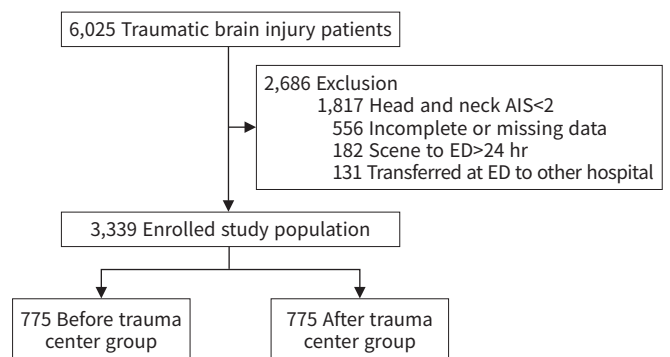 6,025 Traumatic brain injury patients
2,686 Exclusion
1,817 Head and neck AIS<2
556 Incomplete or missing data
182 Scene to ED>24 hr
131 Transferred at ED to other hospital
3,339 Enrolled study population
775 Before trauma
center group
775 After trauma
center group